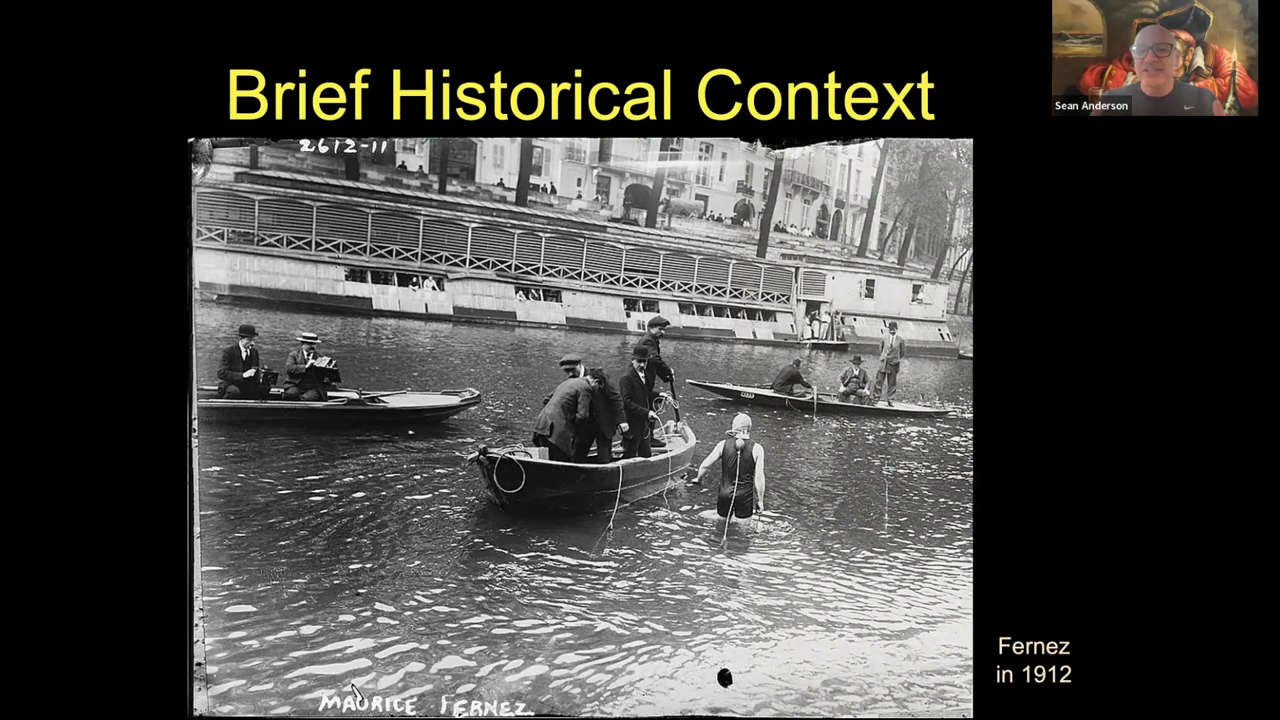 Brief Historical Context
Sean Anderson
2612-11
MAURICE FERNEZ
Fernez
in 1912